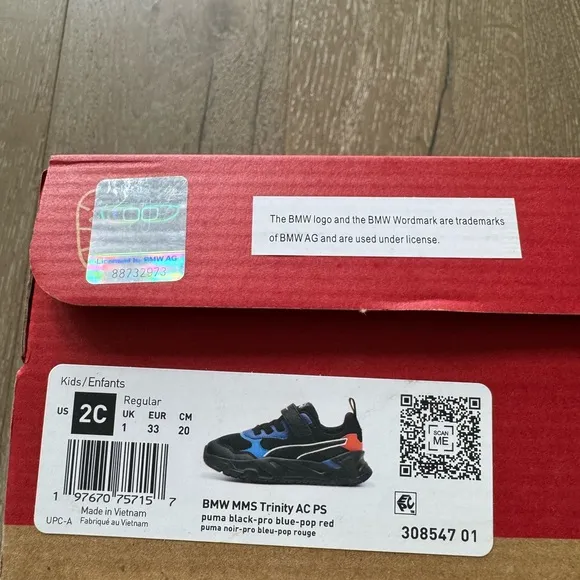 Licensed by BMW AG
88732973
The BMW logo and the BMW Wordmark are trademarks
of BMW AG and are used under license.
Kids/Enfants
Regular
US 2C UK EUR CM
1 33 20
1 97670 75715 7
UPC-A Made in Vietnam
Fabriqué au Vietnam
BMW MMS Trinity AC PS
puma black-pro blue-pop red
puma noir-pro bleu-pop rouge
SCAN
ME
308547 01